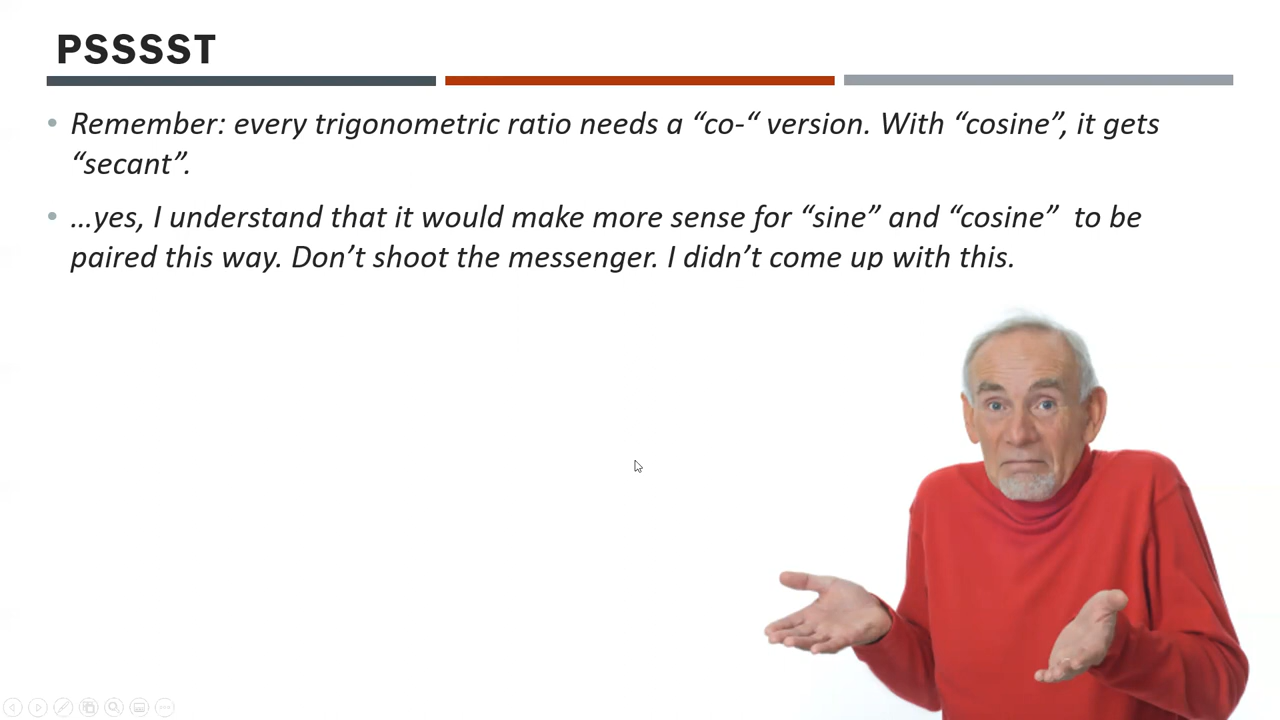 PSSSST
• Remember: every trigonometric ratio needs a “co-“ version. With “cosine”, it gets
“secant”.
• …yes, I understand that it would make more sense for “sine” and “cosine”  to be
paired this way. Don’t shoot the messenger. I didn’t come up with this.